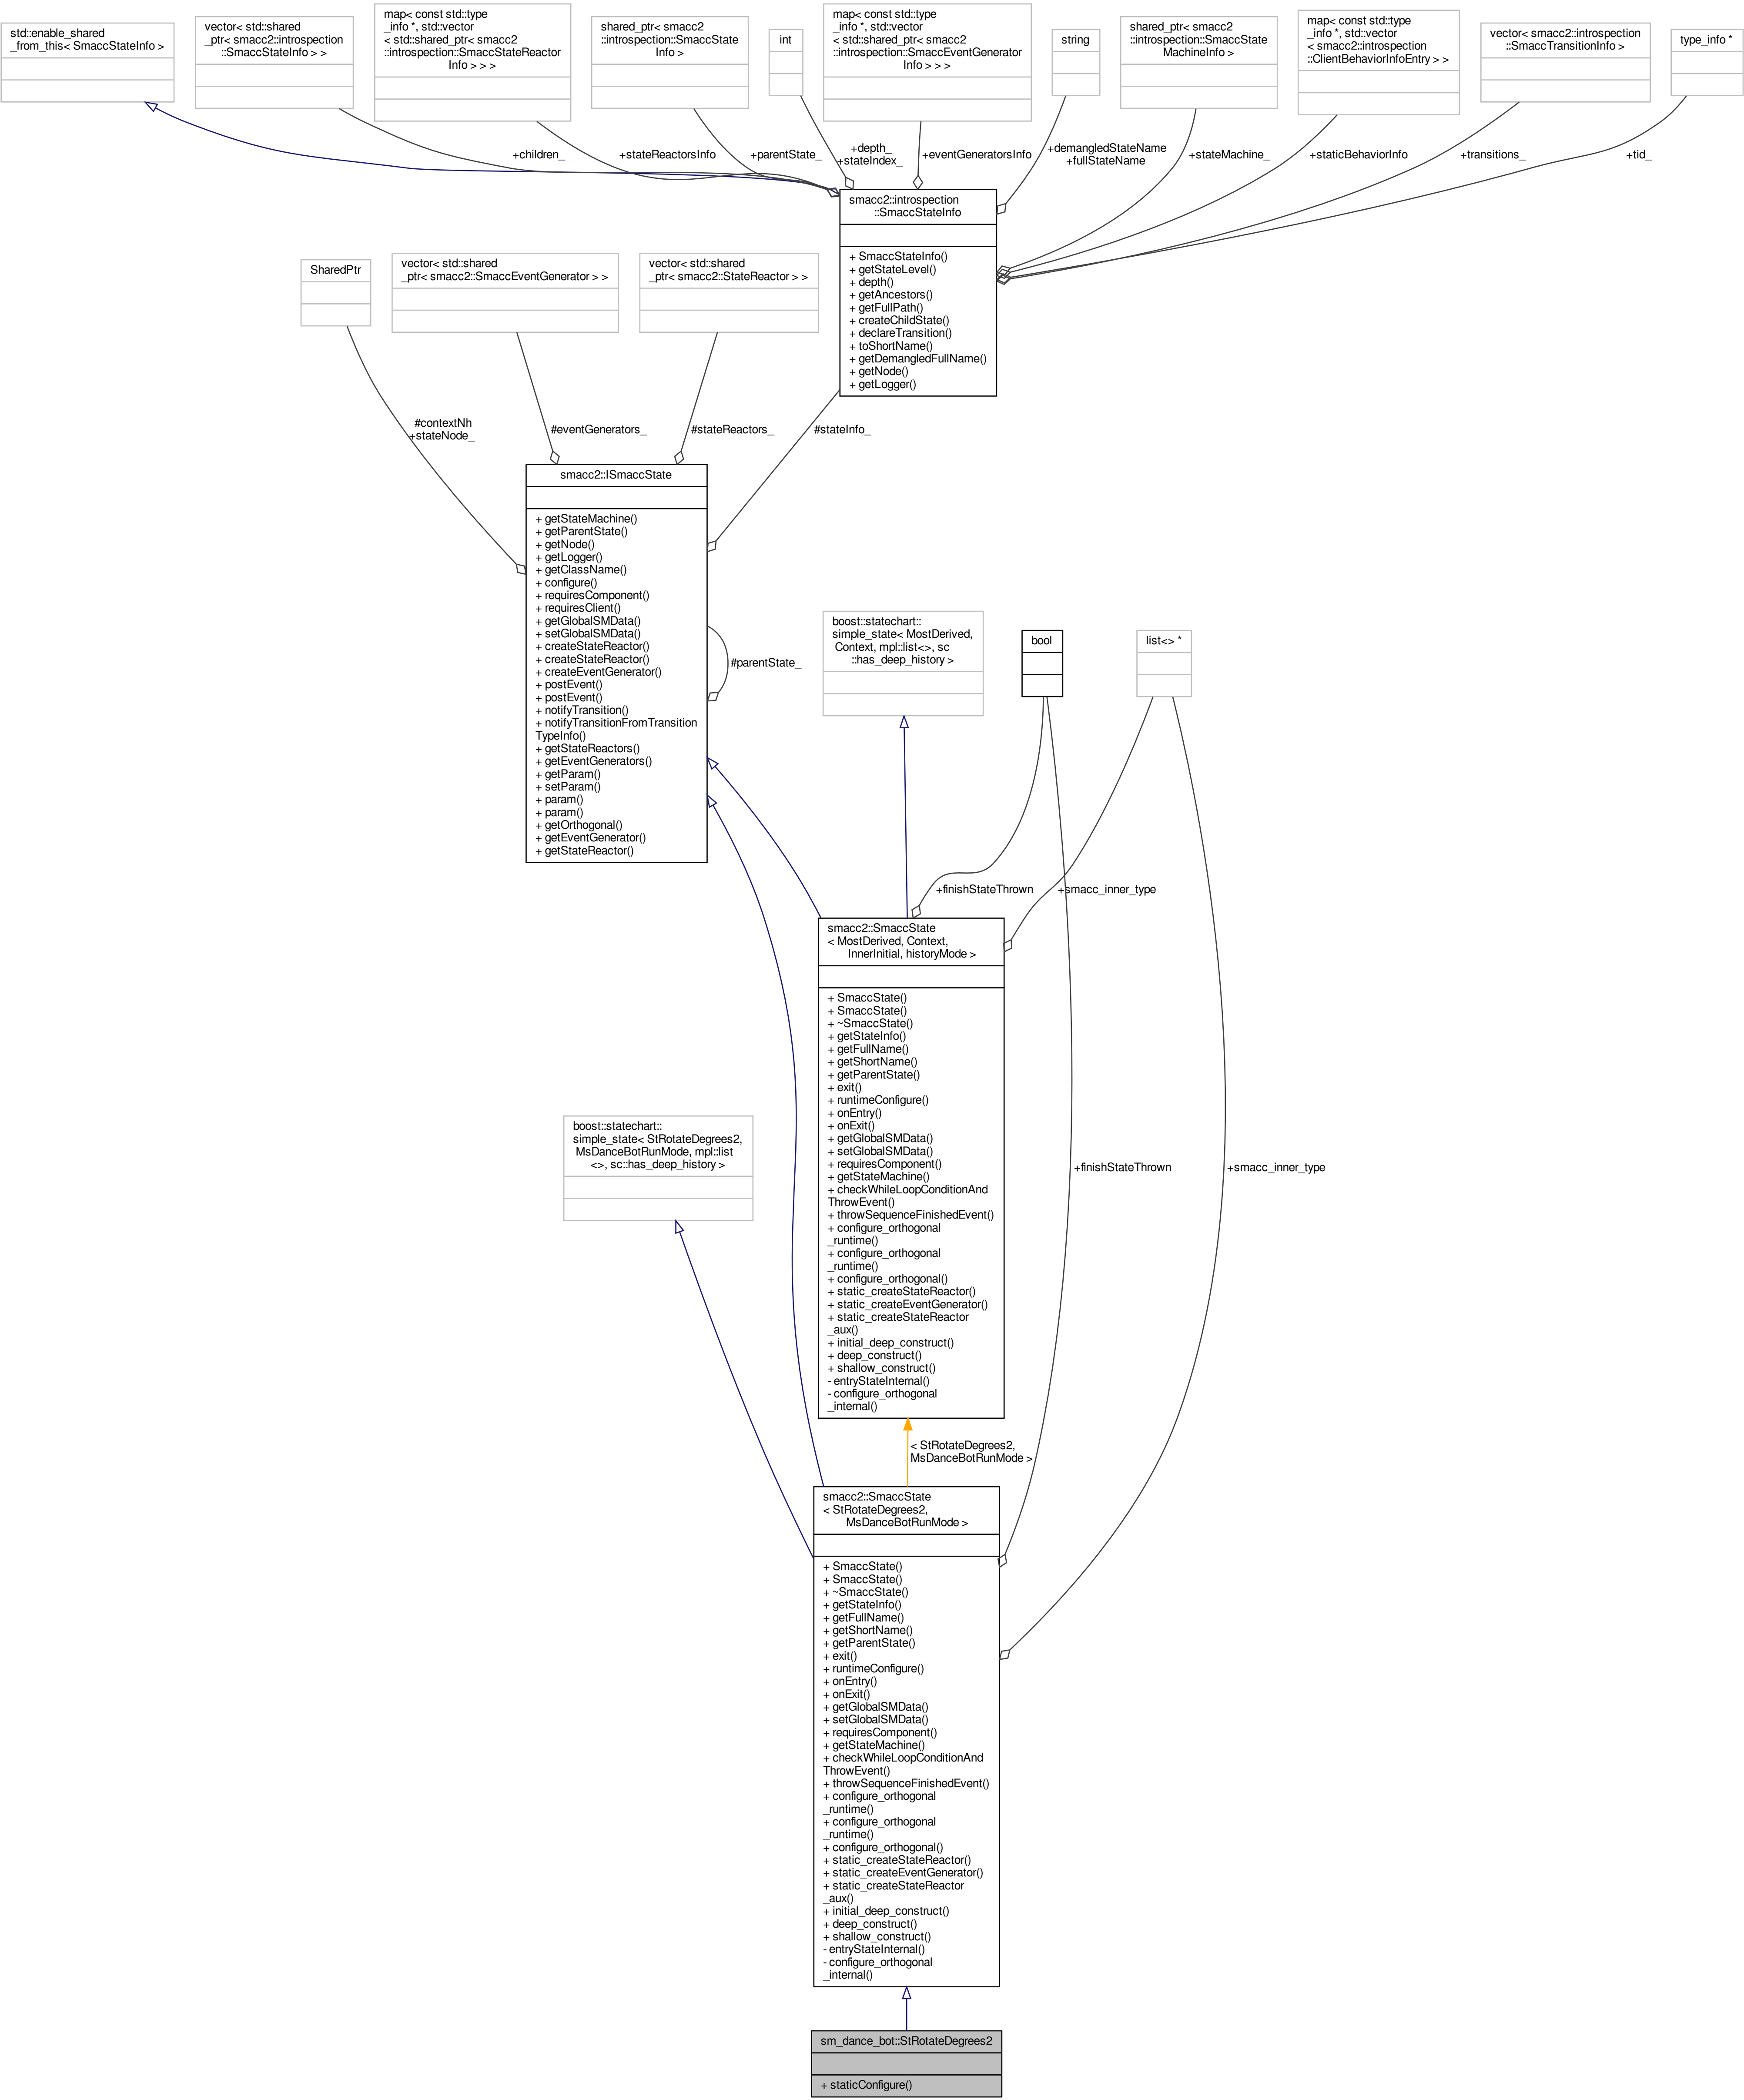 std::enable_shared
_from_this< SmaccStateInfo >
vector< std::shared
_ptr< smacc2::introspection
::SmaccStateInfo > >
map< const std::type
_info *, std::vector
< std::shared_ptr< smacc2
::introspection::SmaccStateReactor
Info > > >
shared_ptr< smacc2
::introspection::SmaccState
Info >
int
map< const std::type
_info *, std::vector
< std::shared_ptr< smacc2
::introspection::SmaccEventGenerator
Info > > >
string
shared_ptr< smacc2
::introspection::SmaccState
MachineInfo >
map< const std::type
_info *, std::vector
< smacc2::introspection
::ClientBehaviorInfoEntry > >
vector< smacc2::introspection
::SmaccTransitionInfo >
type_info *
+children_
+stateReactorsInfo
+parentState_
+depth_
+stateIndex_
+eventGeneratorsInfo
+demangledStateName
+fullStateName
+stateMachine_
+staticBehaviorInfo
+transitions_
+tid_
smacc2::introspection
::SmaccStateInfo
+ SmaccStateInfo()
+ getStateLevel()
+ depth()
+ getAncestors()
+ getFullPath()
+ createChildState()
+ declareTransition()
+ toShortName()
+ getDemangledFullName()
+ getNode()
+ getLogger()
SharedPtr
vector< std::shared
_ptr< smacc2::SmaccEventGenerator > >
vector< std::shared
_ptr< smacc2::StateReactor > >
#contextNh
+stateNode_
#eventGenerators_
#stateReactors_
#stateInfo_
smacc2::ISmaccState
+ getStateMachine()
+ getParentState()
+ getNode()
+ getLogger()
+ getClassName()
+ configure()
+ requiresComponent()
+ requiresClient()
+ getGlobalSMData()
+ setGlobalSMData()
+ createStateReactor()
+ createStateReactor()
+ createEventGenerator()
+ postEvent()
+ postEvent()
+ notifyTransition()
+ notifyTransitionFromTransition
TypeInfo()
+ getStateReactors()
+ getEventGenerators()
+ getParam()
+ setParam()
+ param()
+ param()
+ getOrthogonal()
+ getEventGenerator()
+ getStateReactor()
#parentState_
boost::statechart::
simple_state< MostDerived,
Context, mpl::list<>, sc
::has_deep_history >
bool
list<> *
+finishStateThrown
+smacc_inner_type
smacc2::SmaccState
< MostDerived, Context,
InnerInitial, historyMode >
+ SmaccState()
+ SmaccState()
+ ~SmaccState()
+ getStateInfo()
+ getFullName()
+ getShortName()
+ getParentState()
+ exit()
+ runtimeConfigure()
+ onEntry()
+ onExit()
+ getGlobalSMData()
+ setGlobalSMData()
+ requiresComponent()
+ getStateMachine()
+ checkWhileLoopConditionAnd
ThrowEvent()
+ throwSequenceFinishedEvent()
+ configure_orthogonal
_runtime()
+ configure_orthogonal
_runtime()
+ configure_orthogonal()
+ static_createStateReactor()
+ static_createEventGenerator()
+ static_createStateReactor
_aux()
+ initial_deep_construct()
+ deep_construct()
+ shallow_construct()
- entryStateInternal()
- configure_orthogonal
_internal()
boost::statechart::
simple_state< StRotateDegrees2,
MsDanceBotRunMode, mpl::list
<>, sc::has_deep_history >
+finishStateThrown
+smacc_inner_type
< StRotateDegrees2,
MsDanceBotRunMode >
smacc2::SmaccState
< StRotateDegrees2,
MsDanceBotRunMode >
+ SmaccState()
+ SmaccState()
+ ~SmaccState()
+ getStateInfo()
+ getFullName()
+ getShortName()
+ getParentState()
+ exit()
+ runtimeConfigure()
+ onEntry()
+ onExit()
+ getGlobalSMData()
+ setGlobalSMData()
+ requiresComponent()
+ getStateMachine()
+ checkWhileLoopConditionAnd
ThrowEvent()
+ throwSequenceFinishedEvent()
+ configure_orthogonal
_runtime()
+ configure_orthogonal
_runtime()
+ configure_orthogonal()
+ static_createStateReactor()
+ static_createEventGenerator()
+ static_createStateReactor
_aux()
+ initial_deep_construct()
+ deep_construct()
+ shallow_construct()
- entryStateInternal()
- configure_orthogonal
_internal()
sm_dance_bot::StRotateDegrees2
+ staticConfigure()